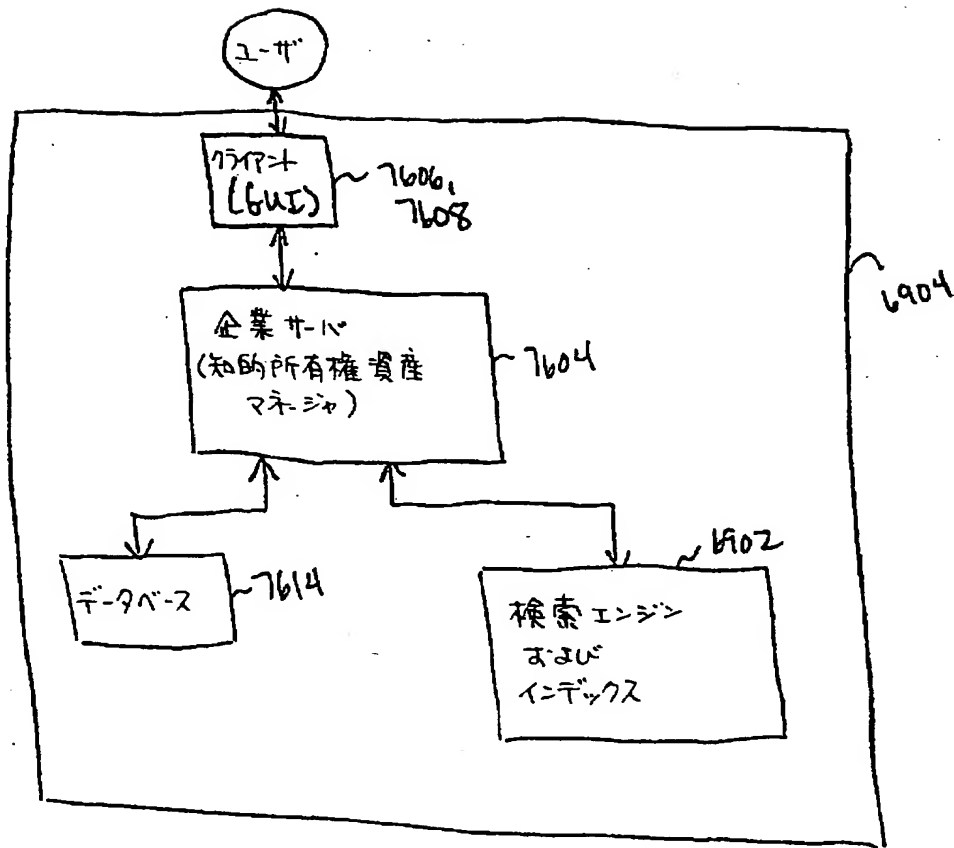 ユーザ
クライアント
(GUI)
7606,
7608
6904
企業サーバ
(知的所有権資産
マネージャ)
7604
6902
データベース
7614
検索エンジン
および
インデックス